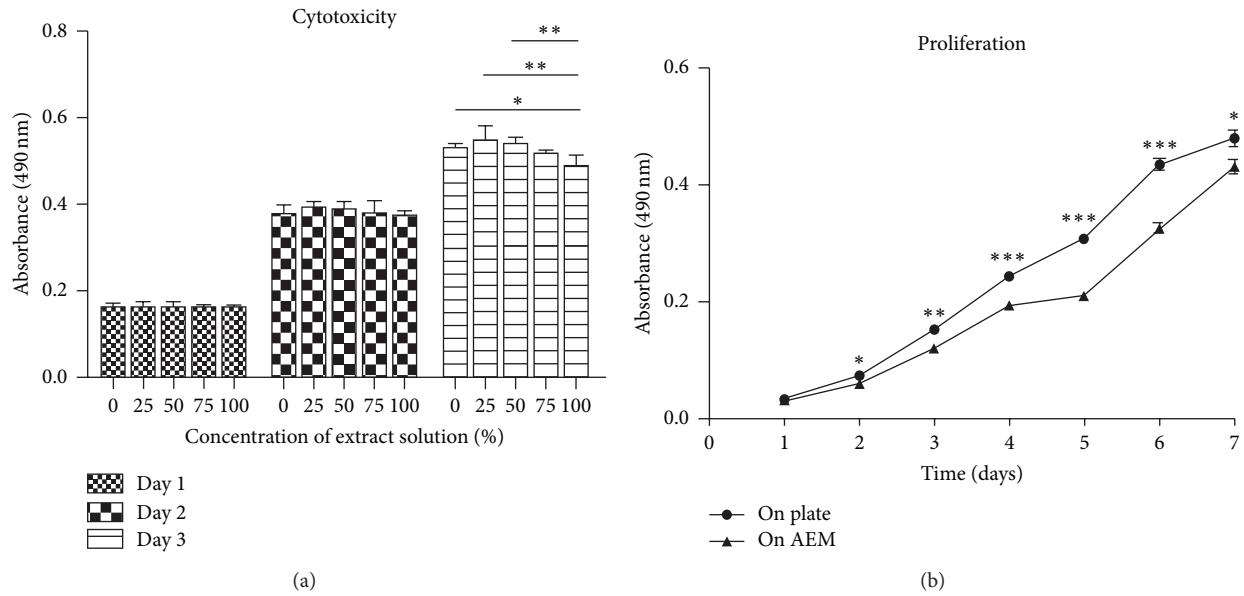 Cytotoxicity
0.8
0.6
0.4
0.2
0.0
Absorbance (490 nm)
**
**
*
0 25 50 75 100 0 25 50 75 100 0 25 50 75 100
Concentration of extract solution (%)
Day 1
Day 2
Day 3
(a)
Proliferation
0.6
0.4
0.2
0.0
Absorbance (490 nm)
* ** *** *** *** *
0 1 2 3 4 5 6 7
Time (days)
On plate
On AEM
(b)